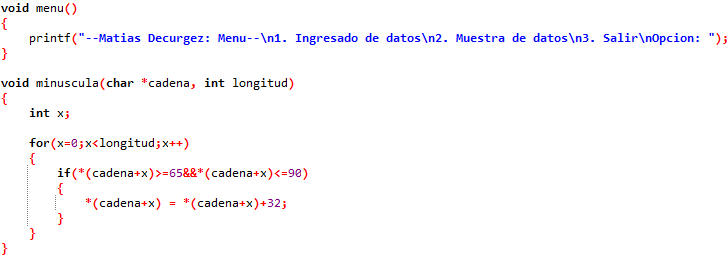 void menu()
{
    printf("--Matias Decurgez: Menu--\n1. Ingresado de datos\n2. Muestra de datos\n3. Salir\nOpcion: ");
}

void minuscula(char *cadena, int longitud)
{
    int x;

    for(x=0;x<longitud;x++)
    {
        if(*(cadena+x)>=65&&*(cadena+x)<=90)
        {
            *(cadena+x) = *(cadena+x)+32;
        }
    }
}